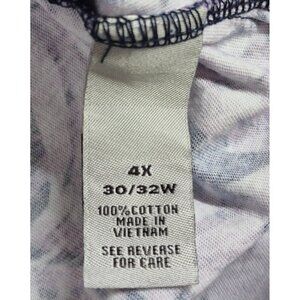 4X
30/32W
100%COTTON
MADE IN
VIETNAM
SEE REVERSE
FOR CARE